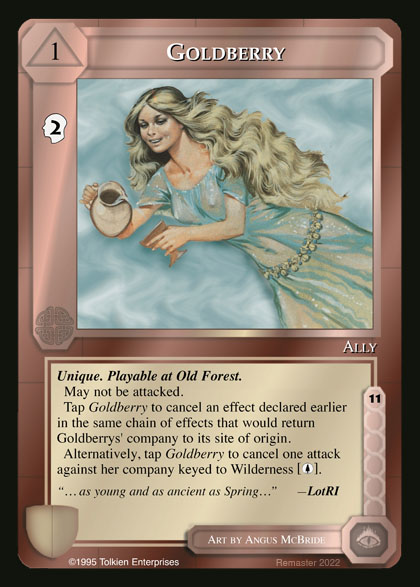 1
GOLDBERRY
2
ALLY
Unique. Playable at Old Forest.
May not be attacked.
Tap Goldberry to cancel an effect declared earlier
in the same chain of effects that would return
Goldberrys' company to its site of origin.
Alternatively, tap Goldberry to cancel one attack
against her company keyed to Wilderness [ ].
“… as young and as ancient as Spring…” —LotRI
11
ART BY ANGUS MCBRIDE
©1995 Tolkien Enterprises
Remaster 2022